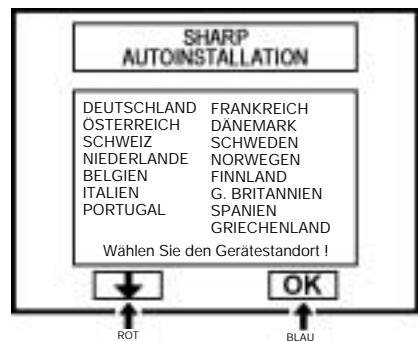 SHARP
AUTOINSTALLATION
DEUTSCHLAND FRANKREICH
ÖSTERREICH DÄNEMARK
SCHWEIZ SCHWEDEN
NIEDERLANDE NORWEGEN
BELGIEN FINNLAND
ITALIEN G. BRITANNIEN
PORTUGAL SPANIEN
GRIECHENLAND
Wählen Sie den Gerätestandort !
OK
ROT BLAU